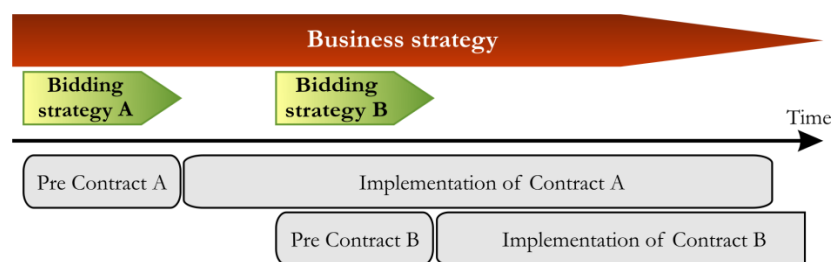 Business strategy
Bidding
strategy A
Bidding
strategy B
Time
Pre Contract A
Implementation of Contract A
Pre Contract B
Implementation of Contract B